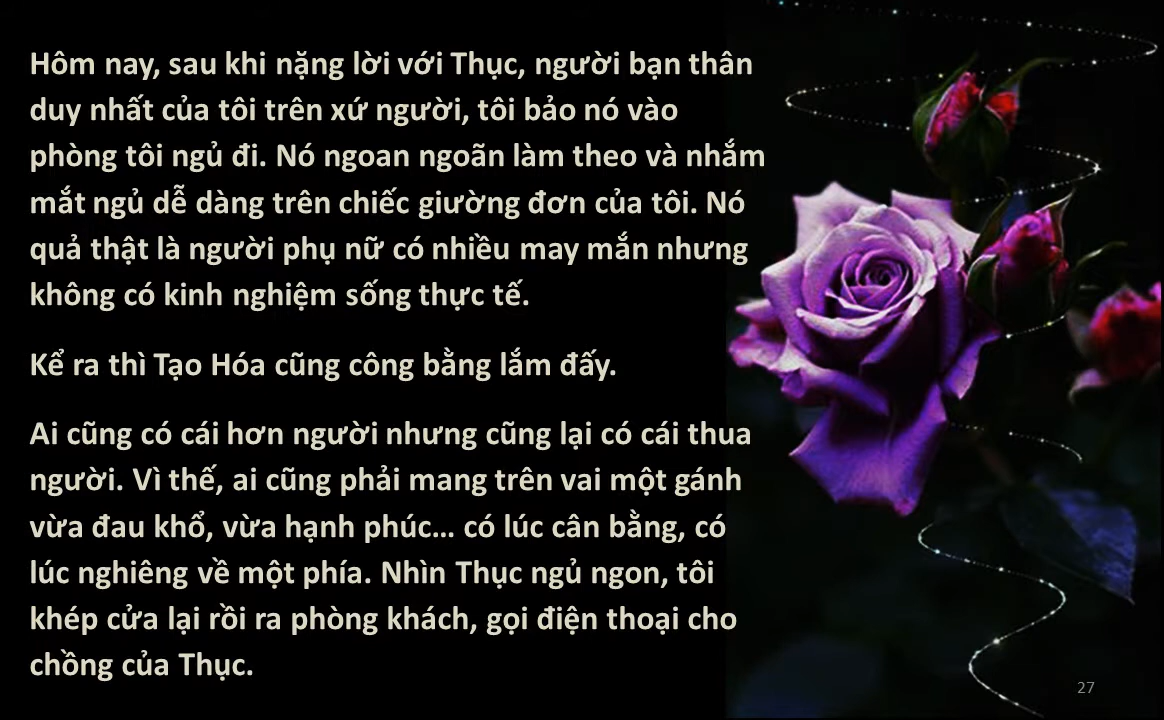 Hôm nay, sau khi nặng lời với Thục, người bạn thân
duy nhất của tôi trên xứ người, tôi bảo nó vào
phòng tôi ngủ đi. Nó ngoan ngoãn làm theo và nhắm
mắt ngủ dễ dàng trên chiếc giường đơn của tôi. Nó
quả thật là người phụ nữ có nhiều may mắn nhưng
không có kinh nghiệm sống thực tế.
Kể ra thì Tạo Hóa cũng công bằng lắm đấy.
Ai cũng có cái hơn người nhưng cũng lại có cái thua
người. Vì thế, ai cũng phải mang trên vai một gánh
vừa đau khổ, vừa hạnh phúc… có lúc cân bằng, có
lúc nghiêng về một phía. Nhìn Thục ngủ ngon, tôi
khép cửa lại rồi ra phòng khách, gọi điện thoại cho
chồng của Thục.
27